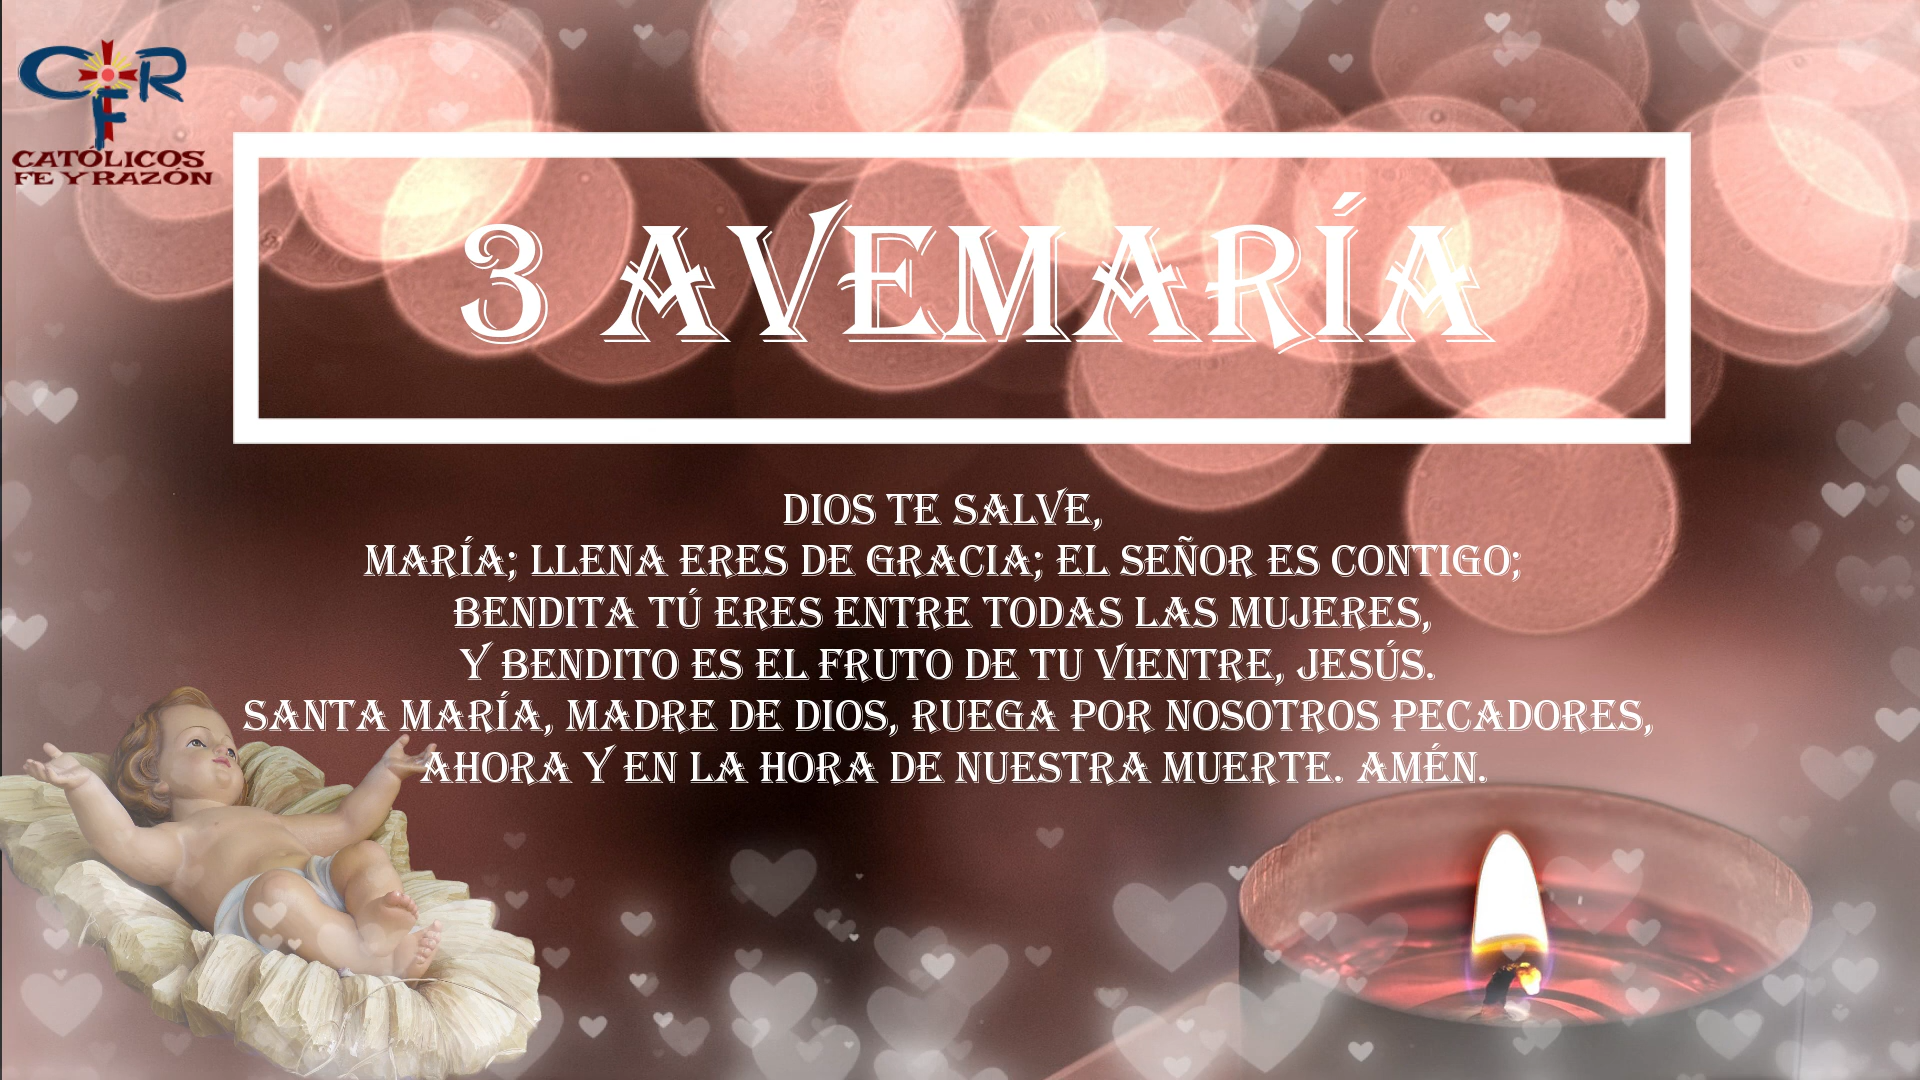 CFR
CATÓLICOS
FE Y RAZÓN
3 AVEMARÍA
DIOS TE SALVE,
MARÍA; LLENA ERES DE GRACIA; EL SEÑOR ES CONTIGO;
BENDITA TÚ ERES ENTRE TODAS LAS MUJERES,
Y BENDITO ES EL FRUTO DE TU VIENTRE, JESÚS.
SANTA MARÍA, MADRE DE DIOS, RUEGA POR NOSOTROS PECADORES,
AHORA Y EN LA HORA DE NUESTRA MUERTE. AMÉN.